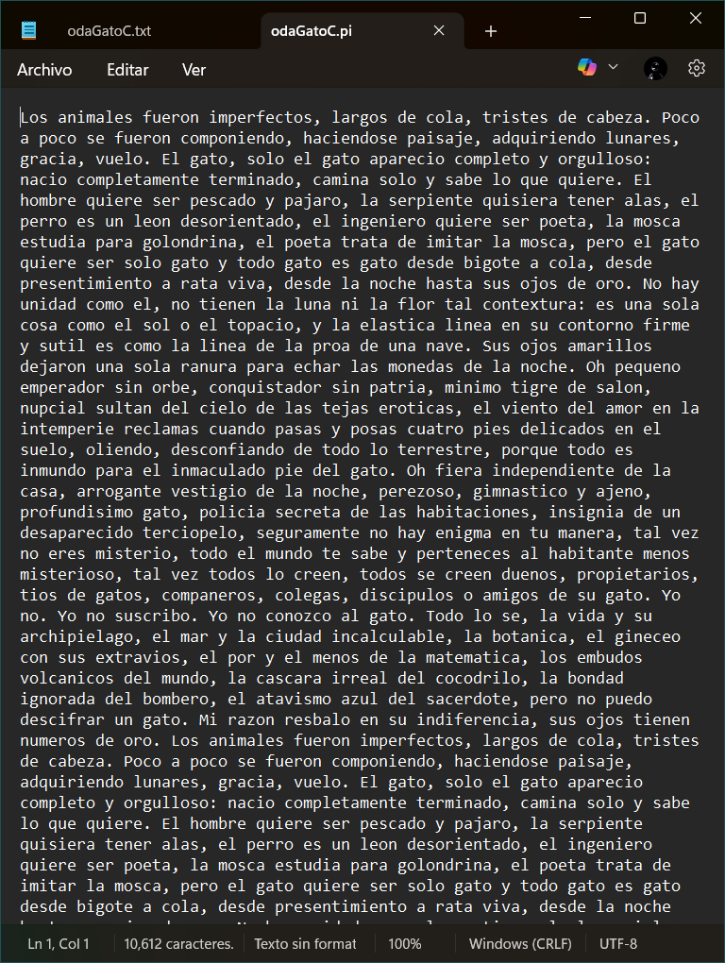 odaGatoC.txt
odaGatoC.pi
Archivo Editar Ver
Los animales fueron imperfectos, largos de cola, tristes de cabeza. Poco
a poco se fueron componiendo, haciendose paisaje, adquiriendo lunares,
gracia, vuelo. El gato, solo el gato aparecio completo y orgulloso:
nacio completamente terminado, camina solo y sabe lo que quiere. El
hombre quiere ser pescado y pajaro, la serpiente quisiera tener alas, el
perro es un leon desorientado, el ingeniero quiere ser poeta, la mosca
estudia para golondrina, el poeta trata de imitar la mosca, pero el gato
quiere ser solo gato y todo gato es gato desde bigote a cola, desde
presentimiento a rata viva, desde la noche hasta sus ojos de oro. No hay
unidad como el, no tienen la luna ni la flor tal contextura: es una sola
cosa como el sol o el topacio, y la elastica linea en su contorno firme
y sutil es como la linea de la proa de una nave. Sus ojos amarillos
dejaron una sola ranura para echar las monedas de la noche. Oh pequeno
emperador sin orbe, conquistador sin patria, minimo tigre de salon,
nupcial sultan del cielo de las tejas eroticas, el viento del amor en la
intemperie reclamas cuando pasas y posas cuatro pies delicados en el
suelo, oliendo, desconfiando de todo lo terrestre, porque todo es
inmundo para el inmaculado pie del gato. Oh fiera independiente de la
casa, arrogante vestigio de la noche, perezoso, gimnastico y ajeno,
profundisimo gato, policia secreta de las habitaciones, insignia de un
desaparecido terciopelo, seguramente no hay enigma en tu manera, tal vez
no eres misterio, todo el mundo te sabe y perteneces al habitante menos
misterioso, tal vez todos lo creen, todos se creen duenos, propietarios,
tios de gatos, companeros, colegas, discipulos o amigos de su gato. Yo
no. Yo no suscribo. Yo no conozco al gato. Todo lo se, la vida y su
archipielago, el mar y la ciudad incalculable, la botanica, el gineceo
con sus extravios, el por y el menos de la matematica, los embudos
volcanicos del mundo, la cascara irreal del cocodrilo, la bondad
ignorada del bombero, el atavismo azul del sacerdote, pero no puedo
descifrar un gato. Mi razon resbalo en su indiferencia, sus ojos tienen
numeros de oro. Los animales fueron imperfectos, largos de cola, tristes
de cabeza. Poco a poco se fueron componiendo, haciendose paisaje,
adquiriendo lunares, gracia, vuelo. El gato, solo el gato aparecio
completo y orgulloso: nacio completamente terminado, camina solo y sabe
lo que quiere. El hombre quiere ser pescado y pajaro, la serpiente
quisiera tener alas, el perro es un leon desorientado, el ingeniero
quiere ser poeta, la mosca estudia para golondrina, el poeta trata de
imitar la mosca, pero el gato quiere ser solo gato y todo gato es gato
desde bigote a cola, desde presentimiento a rata viva, desde la noche
Ln 1, Col 1 10,612 caracteres. Texto sin format 100% Windows (CRLF) UTF-8